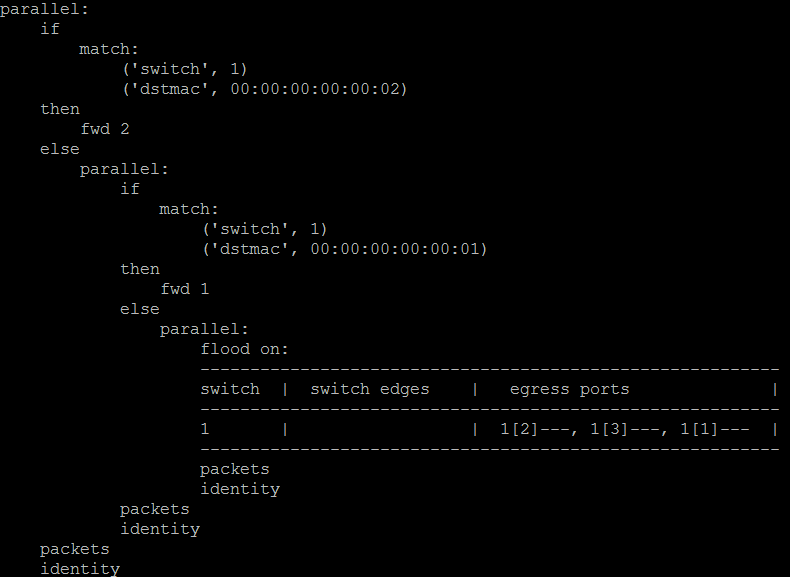 parallel:
    if
        match:
            ('switch', 1)
            ('dstmac', 00:00:00:00:00:02)
    then
        fwd 2
    else
        parallel:
            if
                match:
                    ('switch', 1)
                    ('dstmac', 00:00:00:00:00:01)
            then
                fwd 1
            else
                parallel:
                    flood on:
                    ----------------------------------------------------------
                    switch  |  switch edges    |   egress ports              |
                    ----------------------------------------------------------
                    1       |                  |  1[2]---, 1[3]---, 1[1]---  |
                    ----------------------------------------------------------
                    packets
                    identity
            packets
            identity
    packets
    identity